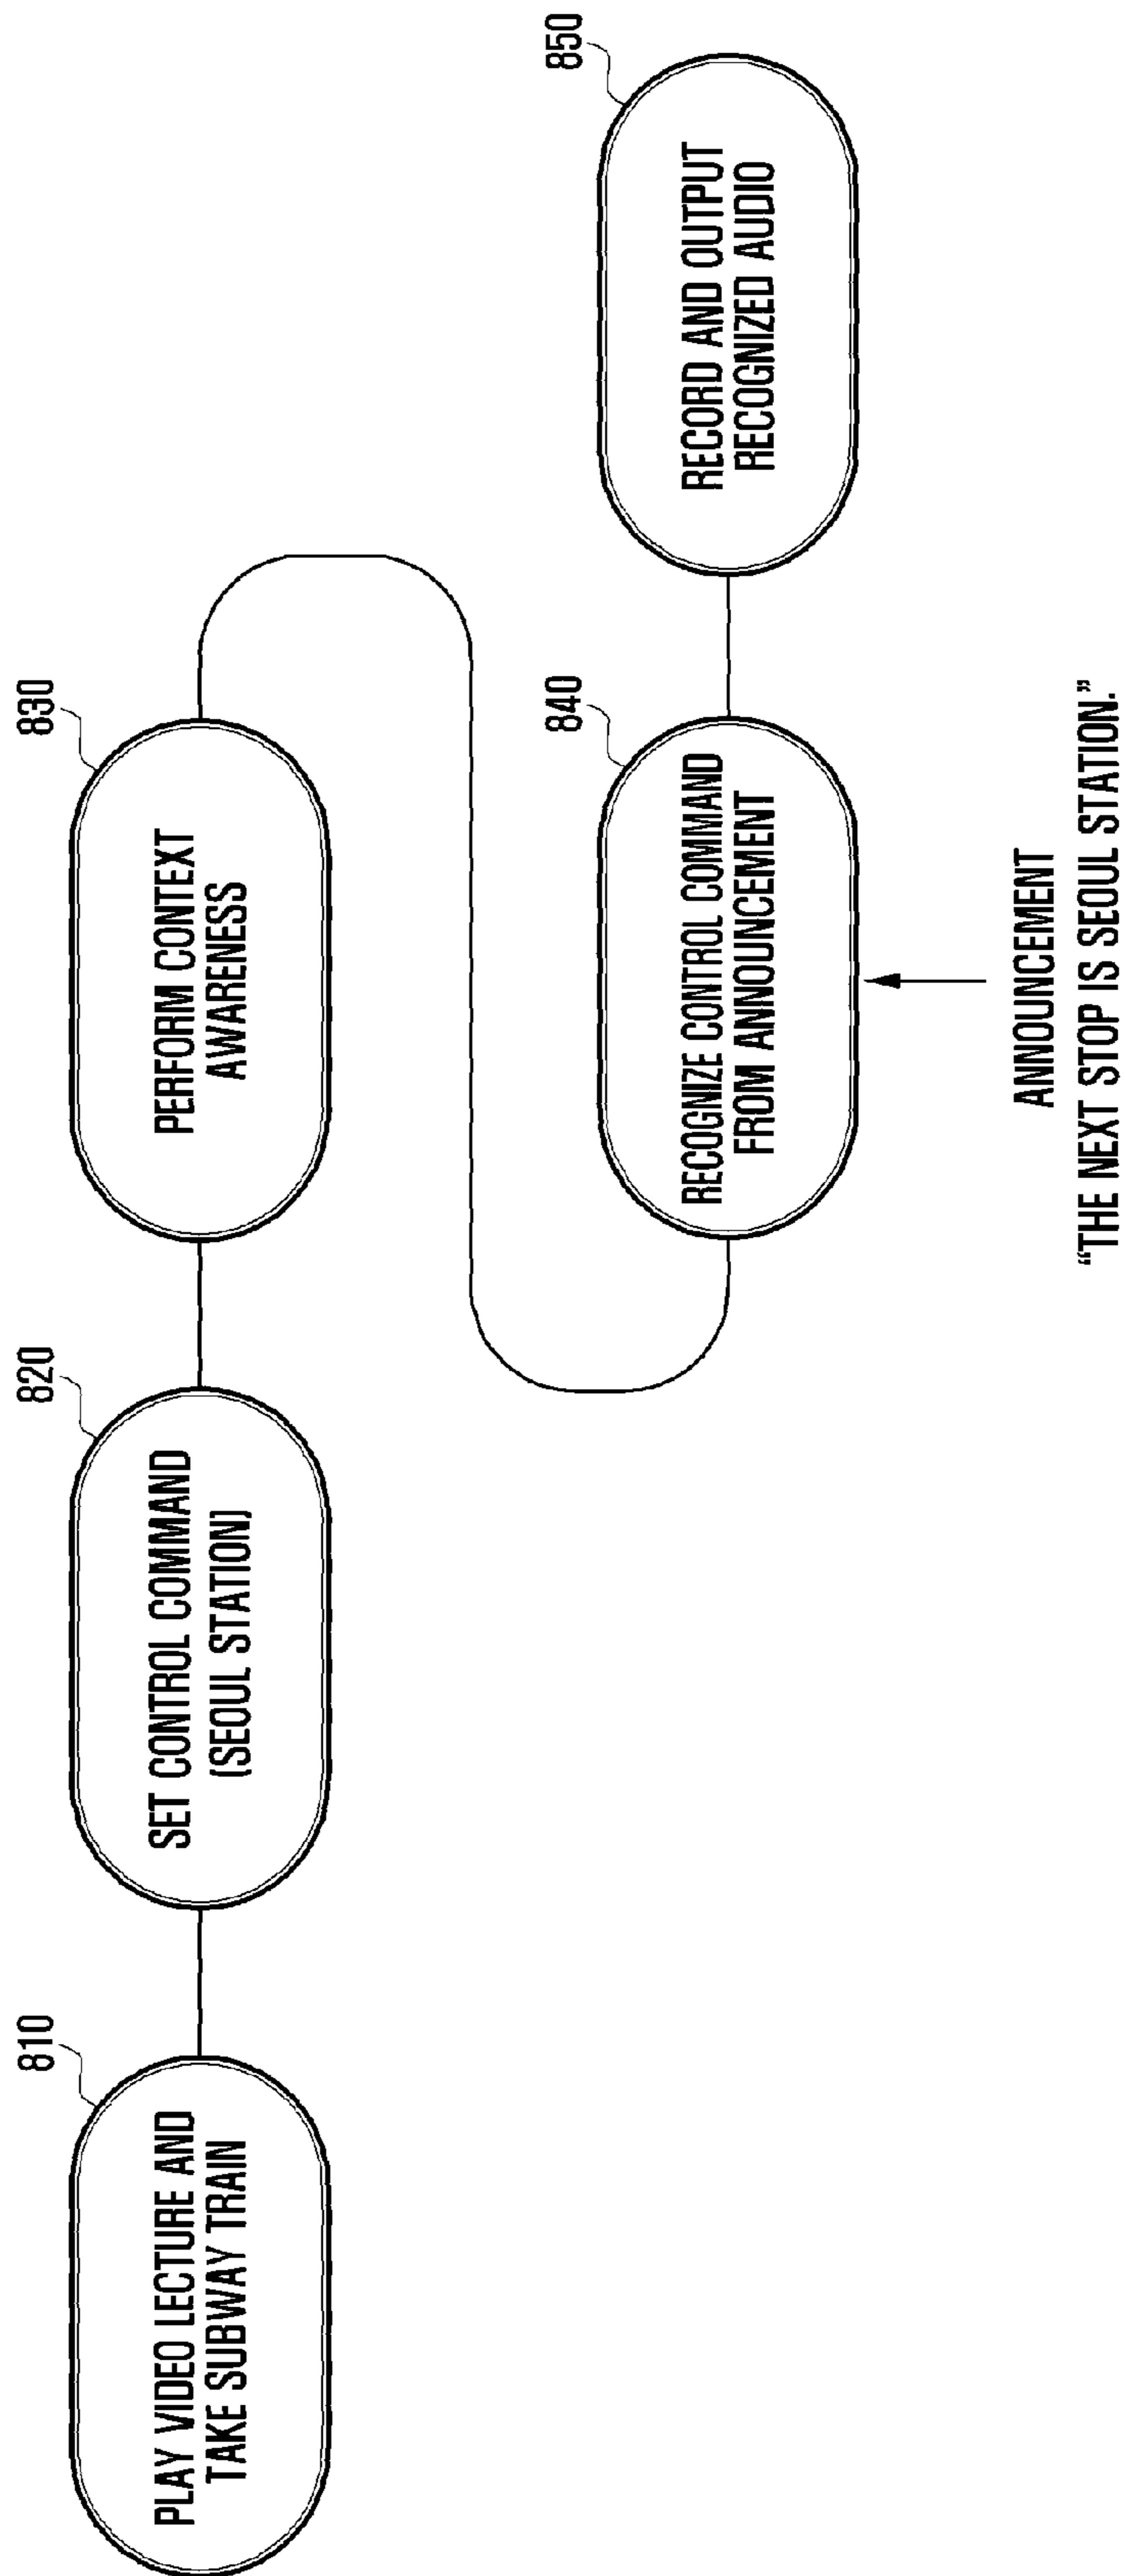 810
PLAY VIDEO LECTURE AND
TAKE SUBWAY TRAIN
820
SET CONTROL COMMAND
(SEOUL STATION)
830
PERFORM CONTEXT
AWARENESS
840
RECOGNIZE CONTROL COMMAND
FROM ANNOUNCEMENT
850
RECORD AND OUTPUT
RECOGNIZED AUDIO
ANNOUNCEMENT
“THE NEXT STOP IS SEOUL STATION.”